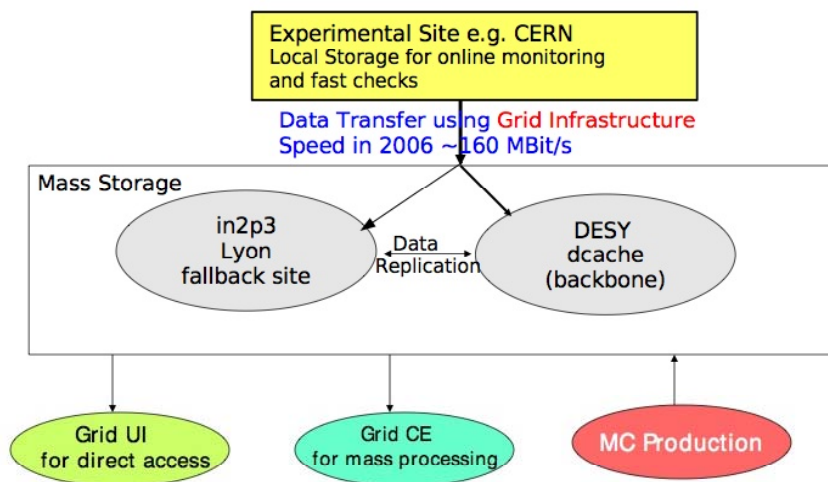 Experimental Site e.g. CERN
Local Storage for online monitoring
and fast checks
Data Transfer using Grid Infrastructure
Speed in 2006 ~160 MBit/s
Mass Storage
in2p3
Lyon
fallback site
Data
Replication
DESY
dcache
(backbone)
Grid UI
for direct access
Grid CE
for mass processing
MC Production